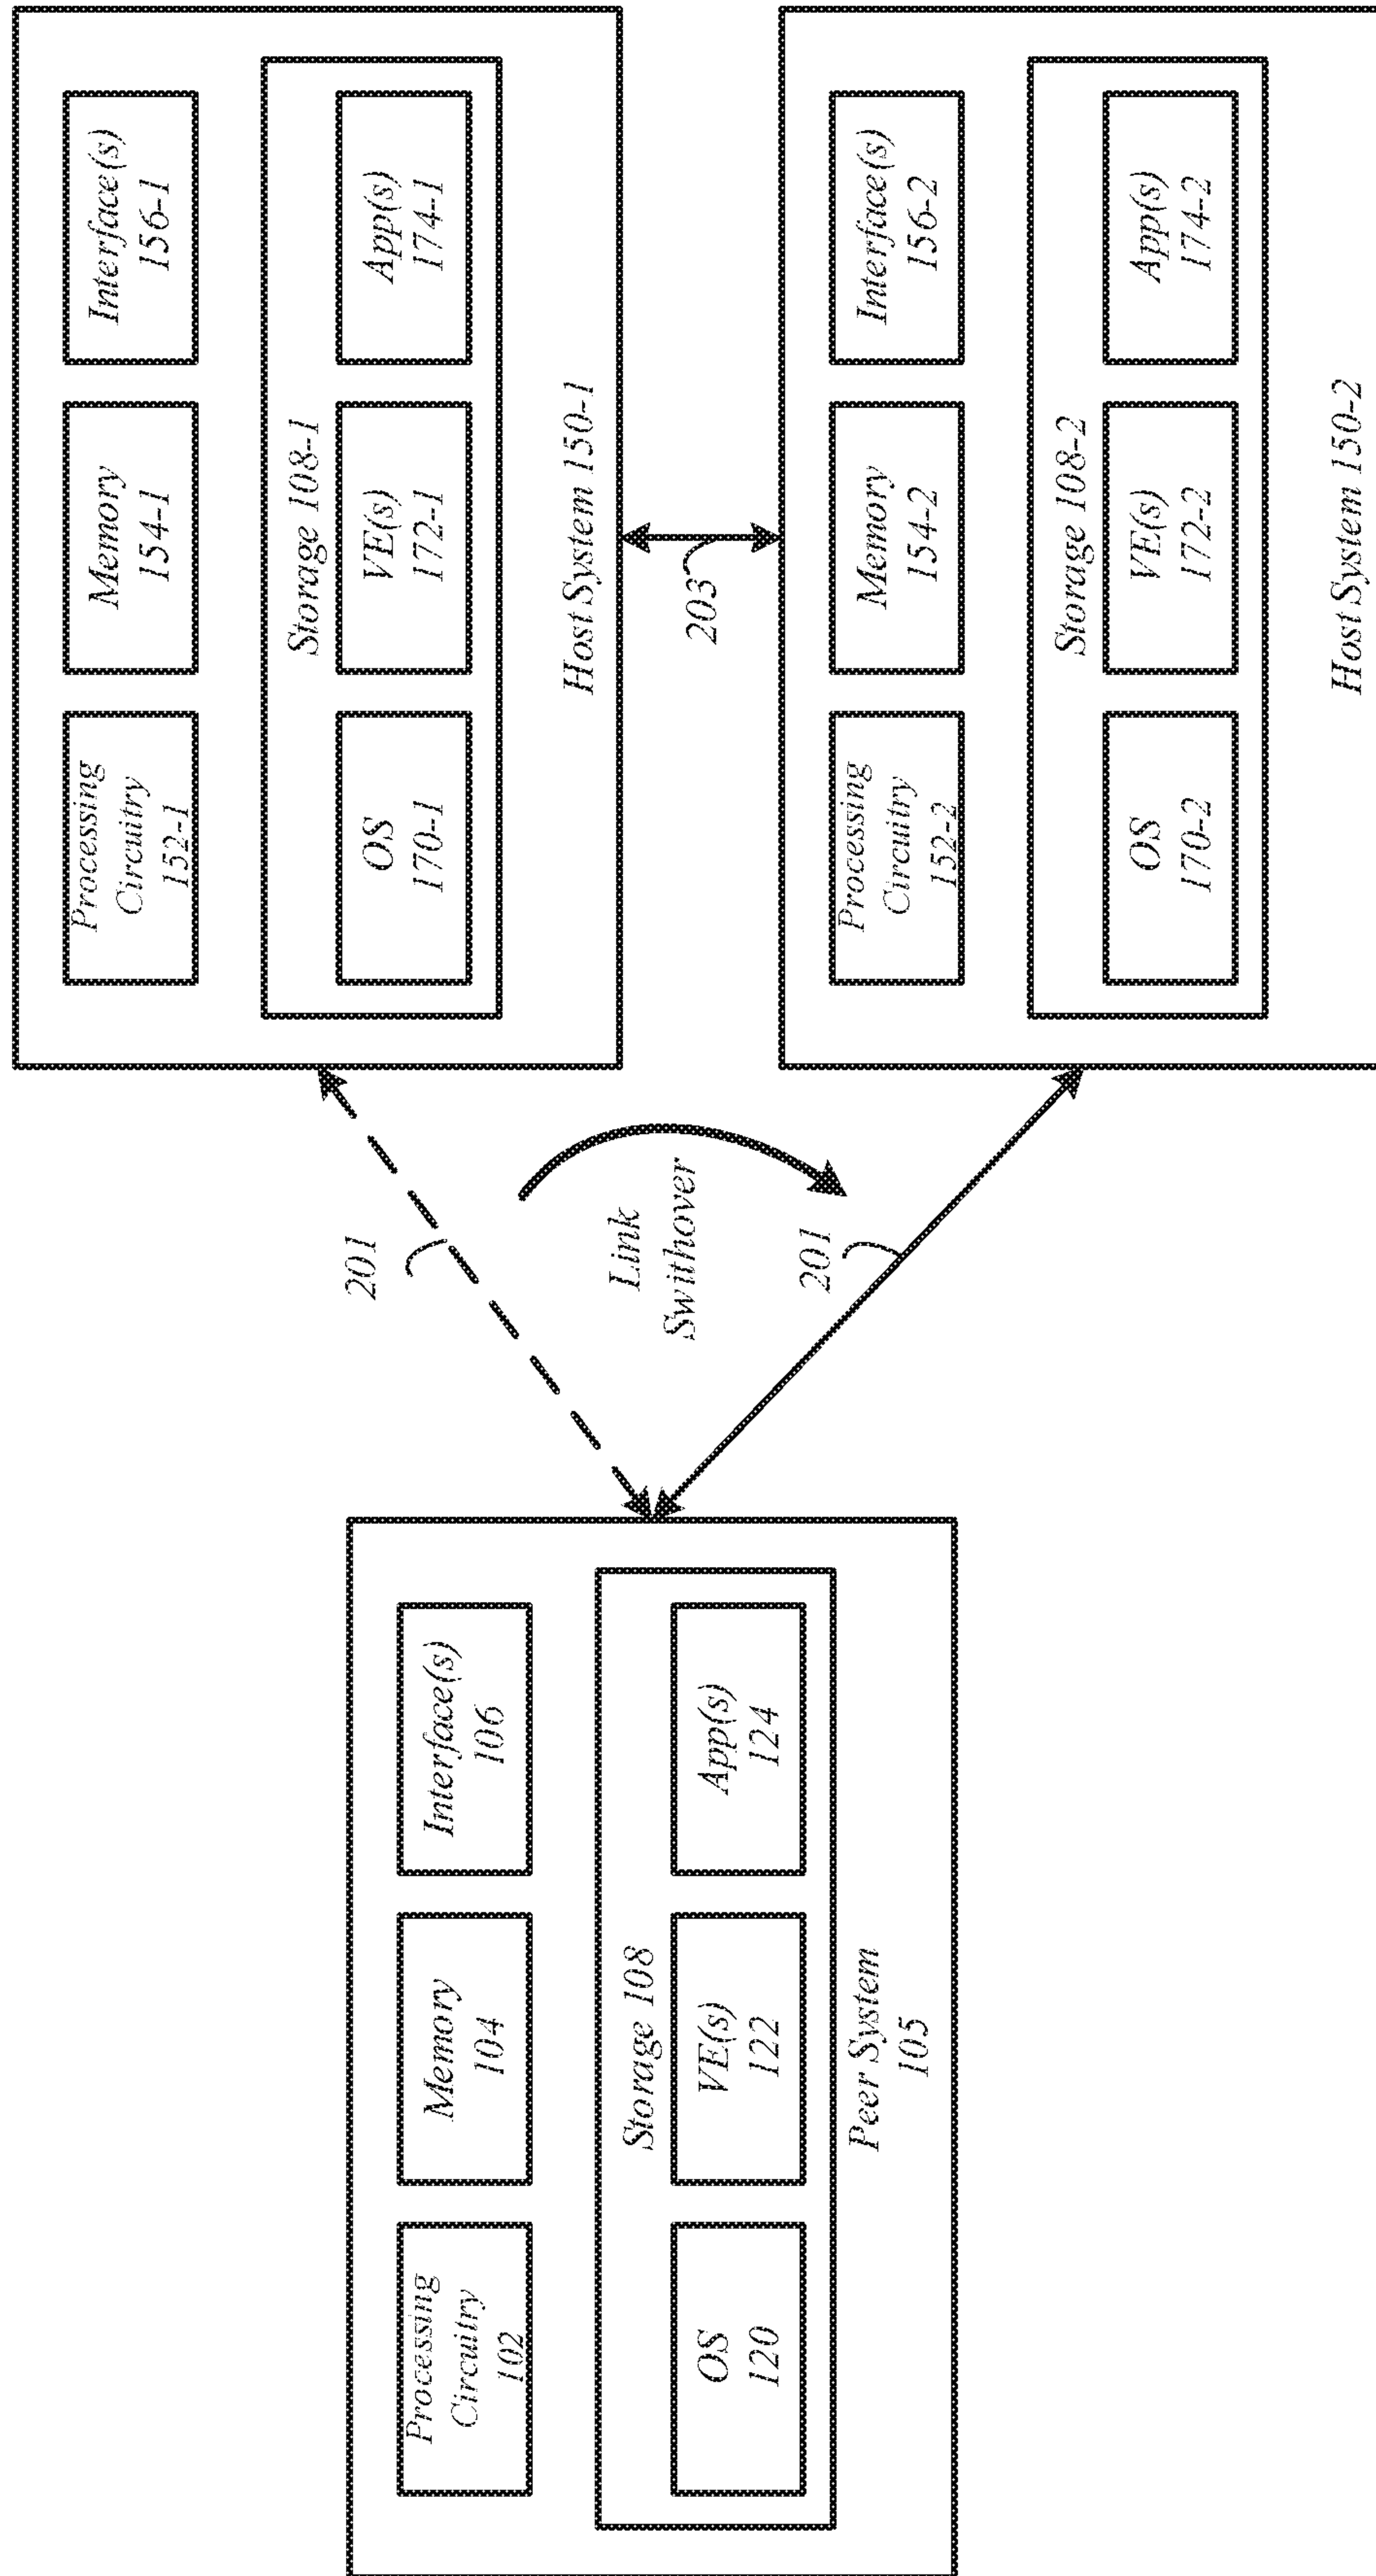 Processing
Circuitry
152-1
Memory
154-1
Interface(s)
156-1
Storage 108-1
OS
170-1
VE(s)
172-1
App(s)
174-1
Host System 150-1
203
Processing
Circuitry
152-2
Memory
154-2
Interface(s)
156-2
Storage 108-2
OS
170-2
VE(s)
172-2
App(s)
174-2
Host System 150-2
201
Link
Swithover
201
Processing
Circuitry
102
Memory
104
Interface(s)
106
Storage 108
OS
120
VE(s)
122
App(s)
124
Peer System
105